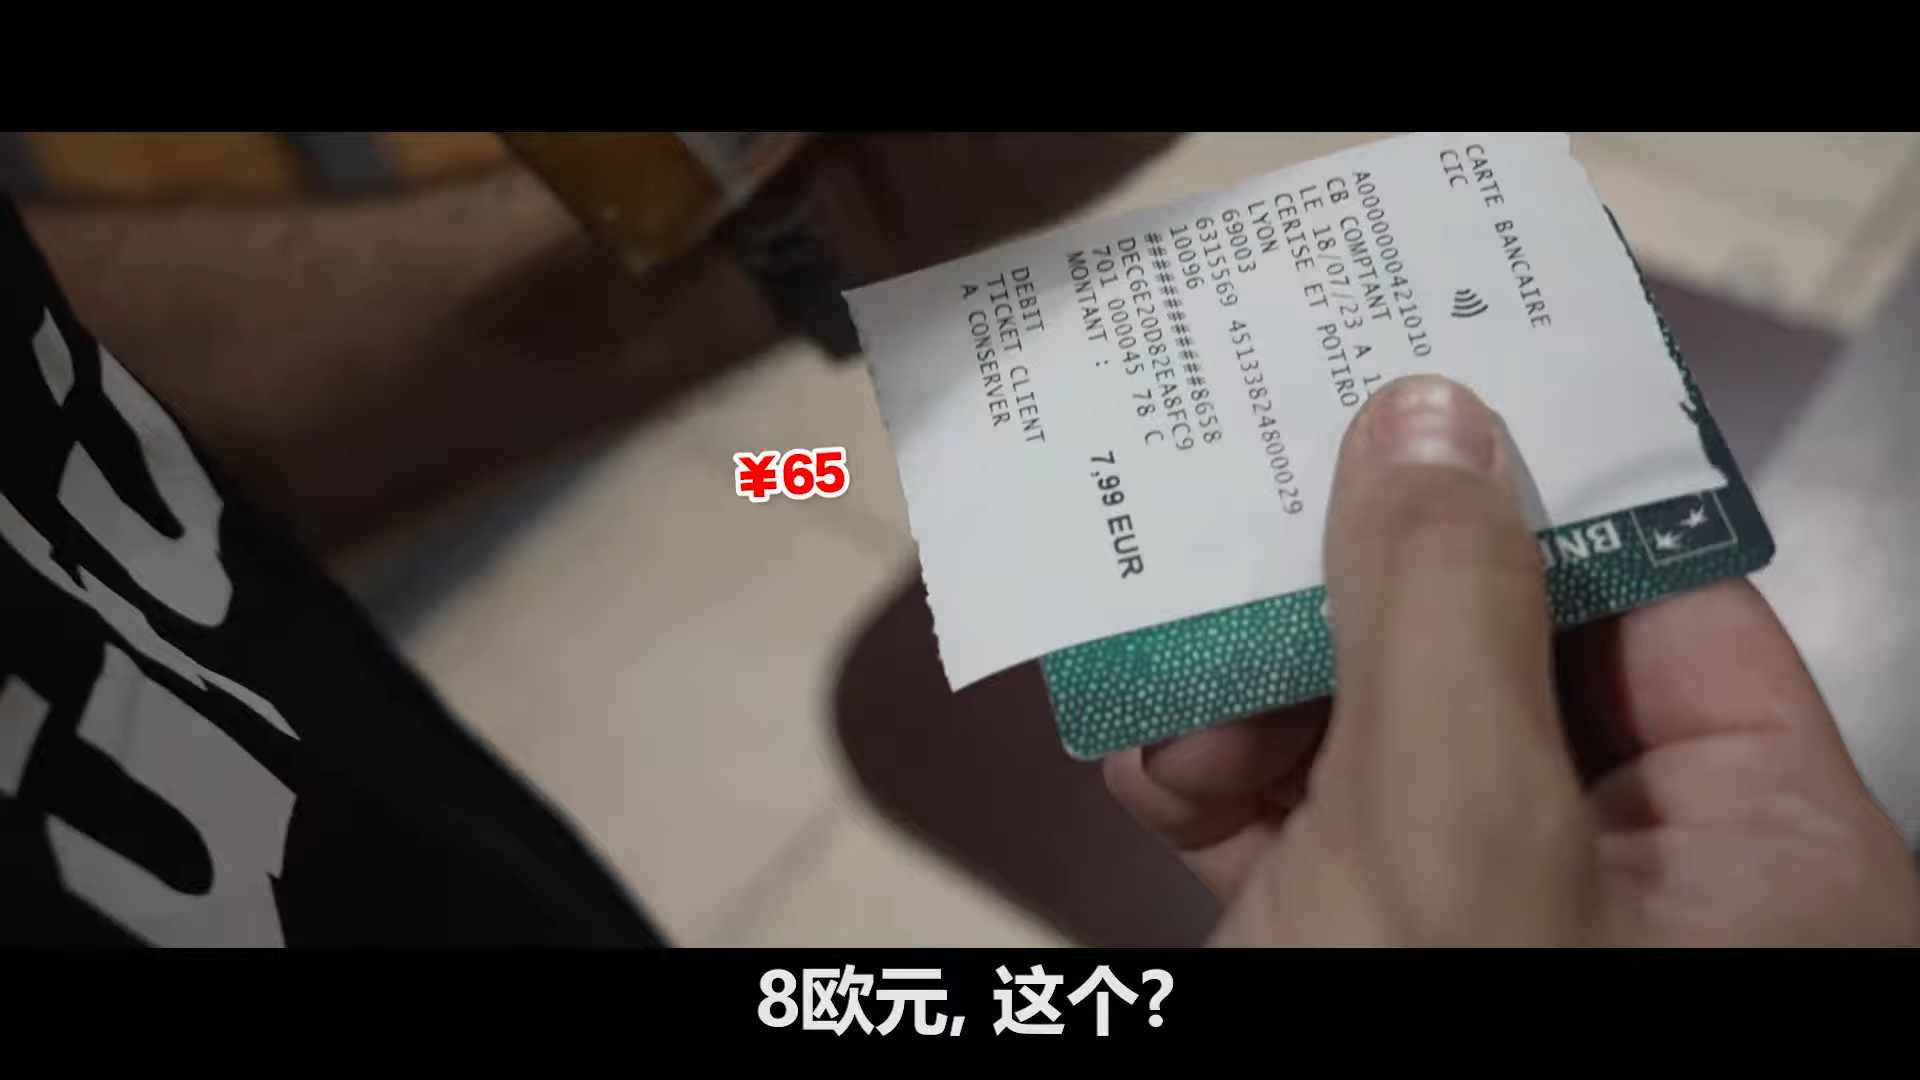 CARTE BANCAIRE
CIC
A0000000421010
CB COMPTANT
LE 18/07/23 A 1
CERISE ET POTIRO
LYON
69003
6315569 45133824800029
10096
############8658
DEC6E20D82EA8FC9
701 000045 78 C
MONTANT :
7,99 EUR
DEBIT
TICKET CLIENT
A CONSERVER
¥65
8欧元, 这个?